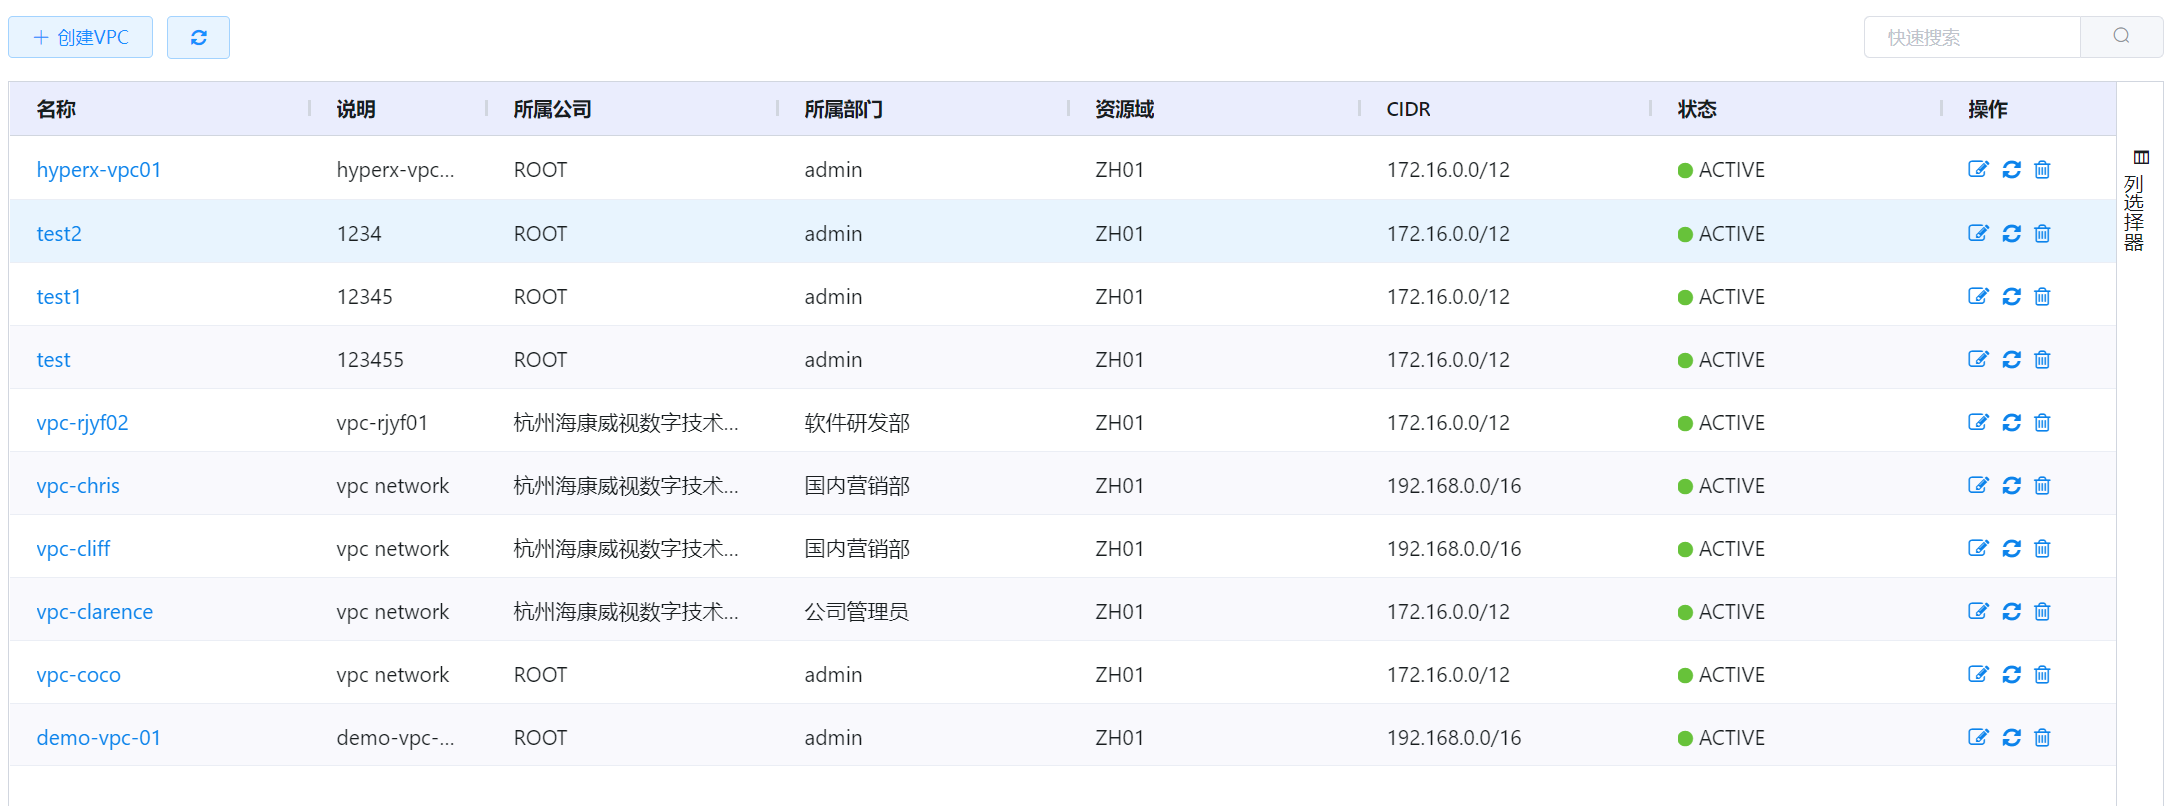 创建VPC
快速搜索
名称 说明 所属公司 所属部门 资源域 CIDR 状态 操作
hyperx-vpc01 hyperx-vpc... ROOT admin ZH01 172.16.0.0/12 ACTIVE
test2 1234 ROOT admin ZH01 172.16.0.0/12 ACTIVE
test1 12345 ROOT admin ZH01 172.16.0.0/12 ACTIVE
test 123455 ROOT admin ZH01 172.16.0.0/12 ACTIVE
vpc-rjyf02 vpc-rjyf01 杭州海康威视数字技术... 软件研发部 ZH01 172.16.0.0/12 ACTIVE
vpc-chris vpc network 杭州海康威视数字技术... 国内营销部 ZH01 192.168.0.0/16 ACTIVE
vpc-cliff vpc network 杭州海康威视数字技术... 国内营销部 ZH01 192.168.0.0/16 ACTIVE
vpc-clarence vpc network 杭州海康威视数字技术... 公司管理员 ZH01 172.16.0.0/12 ACTIVE
vpc-coco vpc network ROOT admin ZH01 172.16.0.0/12 ACTIVE
demo-vpc-01 demo-vpc-... ROOT admin ZH01 192.168.0.0/16 ACTIVE
列选择器